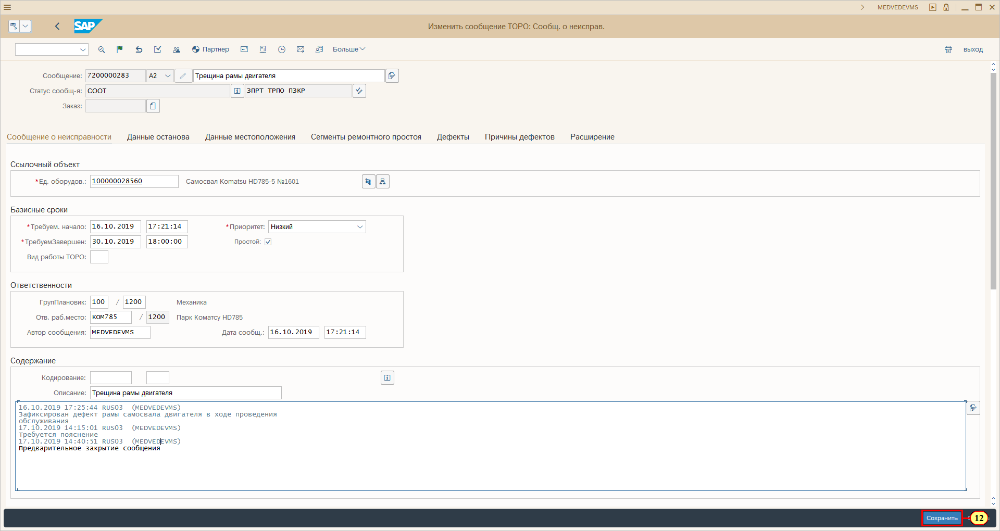 MEDVEDEVMS
SAP
Изменить сообщение ТОРО: Сообщ. о неисправ.
Партнер
Больше
выход
Сообщение: 7200000283 A2 Трещина рамы двигателя
Статус сообщ-я: СООТ ЗПРТ ТРПО ПЗКР
Заказ:
Сообщение о неисправности Данные останова Данные местоположения Сегменты ремонтного простоя Дефекты Причины дефектов Расширение
Ссылочный объект
*Ед. оборудов.: 100000028560 Самосвал Komatsu HD785-5 №1601
Базисные сроки
*Требуем. начало: 16.10.2019 17:21:14 *Приоритет: Низкий
*ТребуемЗавершен: 30.10.2019 18:00:00 Простой:
Вид работы ТОРО:
Ответственности
ГрупПлановик: 100 / 1200 Механика
Отв. раб.место: КОМ785 / 1200 Парк Коматсу HD785
Автор сообщения: MEDVEDEVMS Дата сообщ.: 16.10.2019 17:21:14
Содержание
Кодирование:
Описание: Трещина рамы двигателя
16.10.2019 17:25:44 RUS03 (MEDVEDEVMS)
Зафиксирован дефект рамы самосвала двигателя в ходе проведения
обслуживания
17.10.2019 14:15:01 RUS03 (MEDVEDEVMS)
Требуется пояснение
17.10.2019 14:40:51 RUS03 (MEDVEDEVMS)
Предварительное закрытие сообщения
Сохранить 12